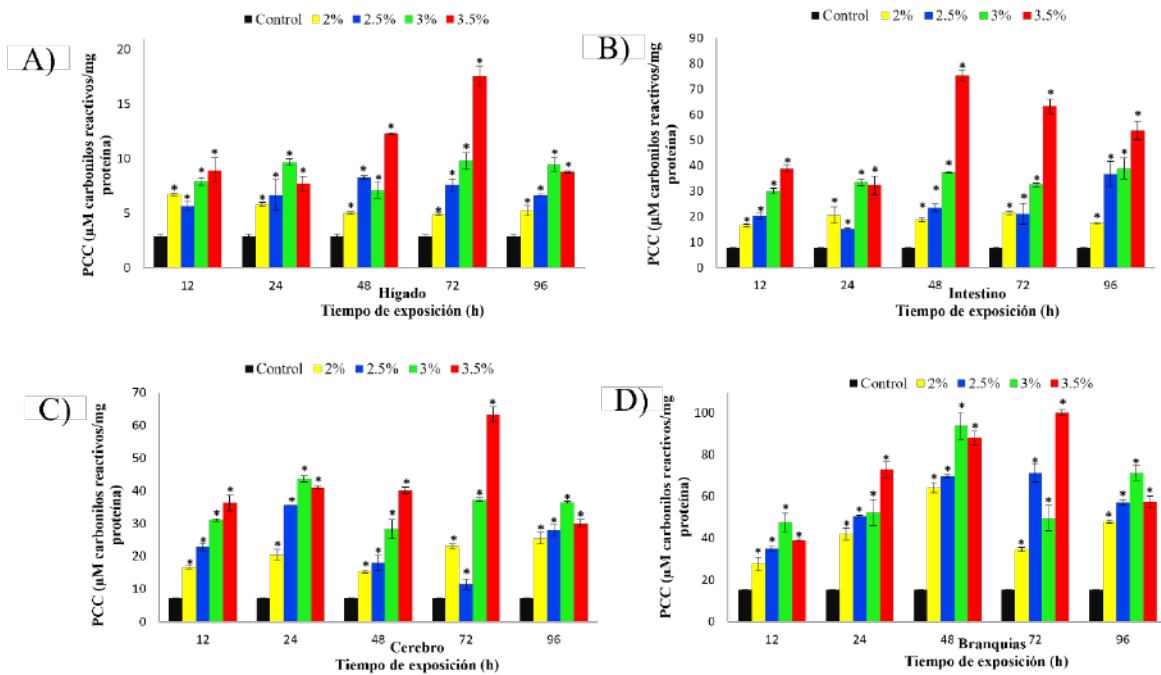 A)
Control 2% 2.5% 3% 3.5%
PCC (µM carbonilos reactivos/mg
proteína)
20
15
10
5
0
* * * *
* * * *
* * * *
* * * *
* * * *
12 24 48 72 96
Hígado
Tiempo de exposición (h)
B)
Control 2% 2.5% 3% 3.5%
PCC (µM carbonilos reactivos/mg
proteína)
90
80
70
60
50
40
30
20
10
0
* * * *
* * * *
* * * *
* * * *
* * * *
12 24 48 72 96
Intestino
Tiempo de exposición (h)
C)
Control 2% 2.5% 3% 3.5%
PCC (µM carbonilos reactivos/mg
proteína)
70
60
50
40
30
20
10
0
* * * *
* * * *
* * * *
* * * *
* * * *
12 24 48 72 96
Cerebro
Tiempo de exposición (h)
D)
Control 2% 2.5% 3% 3.5%
PCC (µM carbonilos reactivos/mg
proteína)
100
80
60
40
20
0
* * * *
* * * *
* * * *
* * * *
* * * *
12 24 48 72 96
Branquias
Tiempo de exposición (h)